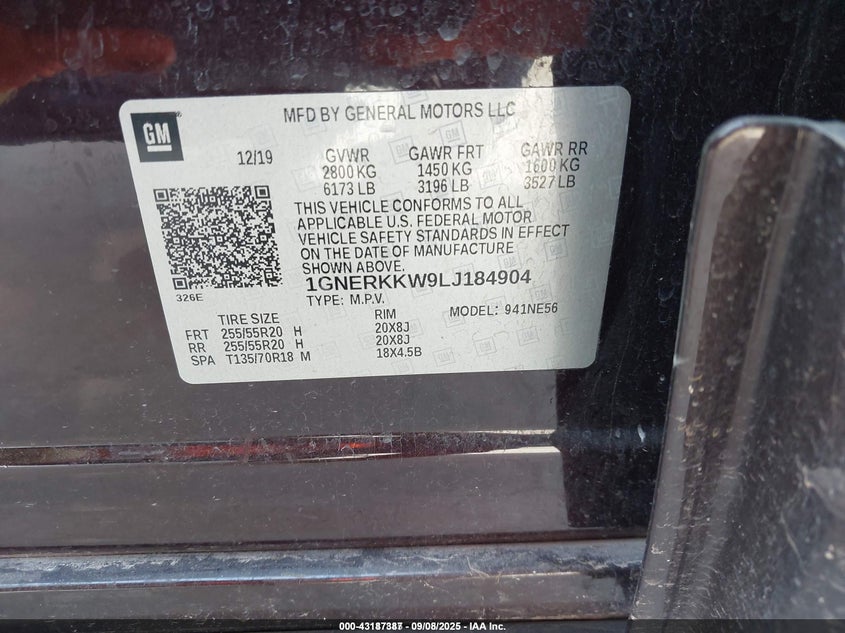 MFD BY GENERAL MOTORS LLC
GM
12/19 GVWR GAWR FRT GAWR RR
2800 KG 1450 KG 1600 KG
6173 LB 3196 LB 3527 LB
THIS VEHICLE CONFORMS TO ALL
APPLICABLE U.S. FEDERAL MOTOR
VEHICLE SAFETY STANDARDS IN EFFECT
ON THE DATE OF MANUFACTURE
SHOWN ABOVE.
326E
1GNERKKW9LJ184904
TYPE: M.P.V.
MODEL: 941NE56
TIRE SIZE RIM
FRT 255/55R20 H 20X8J
RR 255/55R20 H 20X8J
SPA T135/70R18 M 18X4.5B
000-43187387 - 09/08/2025 - IAA Inc.